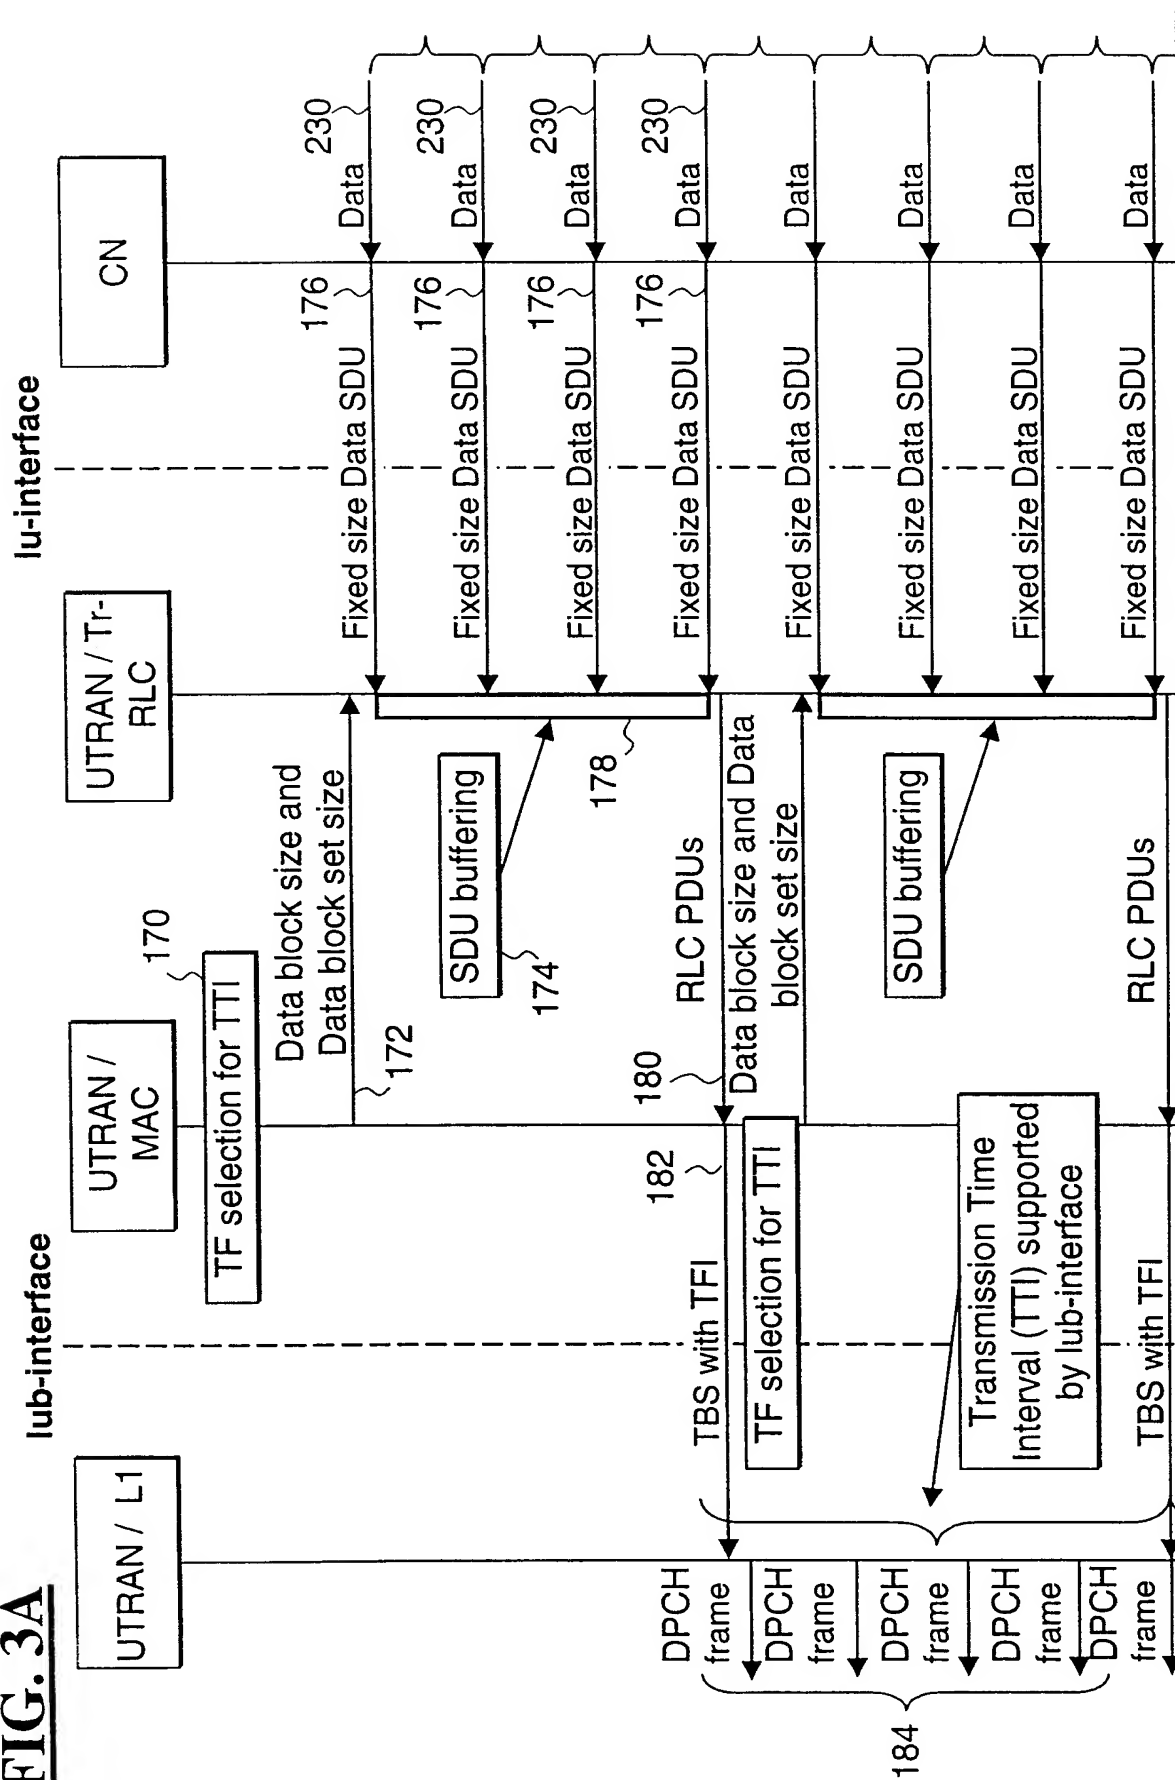 FIG. 3A
Iub-interface
Iu-interface
UTRAN / L1
UTRAN /
MAC
UTRAN / Tr-
RLC
CN
170
TF selection for TTI
Data block size and
Data block set size
172
Fixed size Data SDU
176
Data
230
SDU buffering
174
178
Fixed size Data SDU
176
Data
230
Fixed size Data SDU
176
Data
230
Fixed size Data SDU
176
Data
230
RLC PDUs
180
182
TBS with TFI
DPCH
frame
TF selection for TTI
Data block size and Data
block set size
Fixed size Data SDU
Data
DPCH
frame
SDU buffering
Fixed size Data SDU
Data
DPCH
frame
184
Transmission Time
Interval (TTI) supported
by Iub-interface
Fixed size Data SDU
Data
DPCH
frame
TBS with TFI
RLC PDUs
Fixed size Data SDU
Data
DPCH
frame